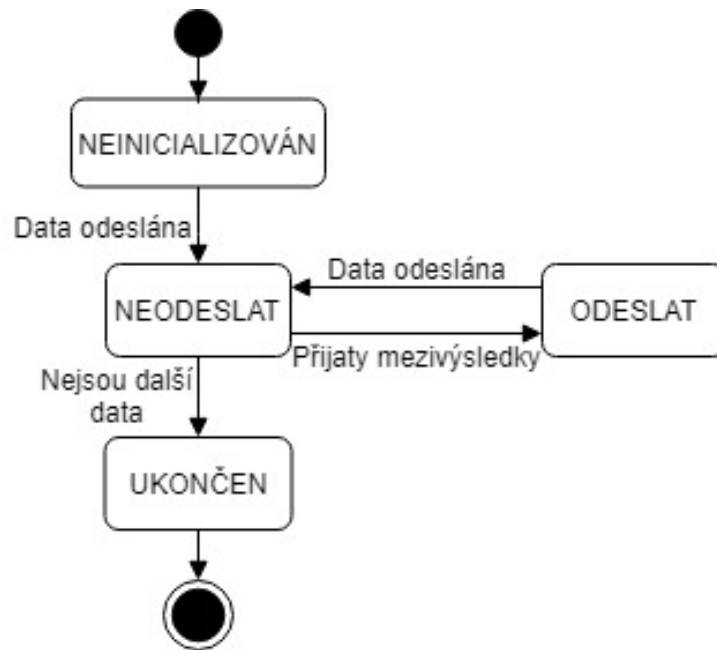 NEINICIALIZOVÁN
Data odeslána
Data odeslána
NEODESLAT
ODESLAT
Přijaty mezivýsledky
Nejsou další
data
UKONČEN